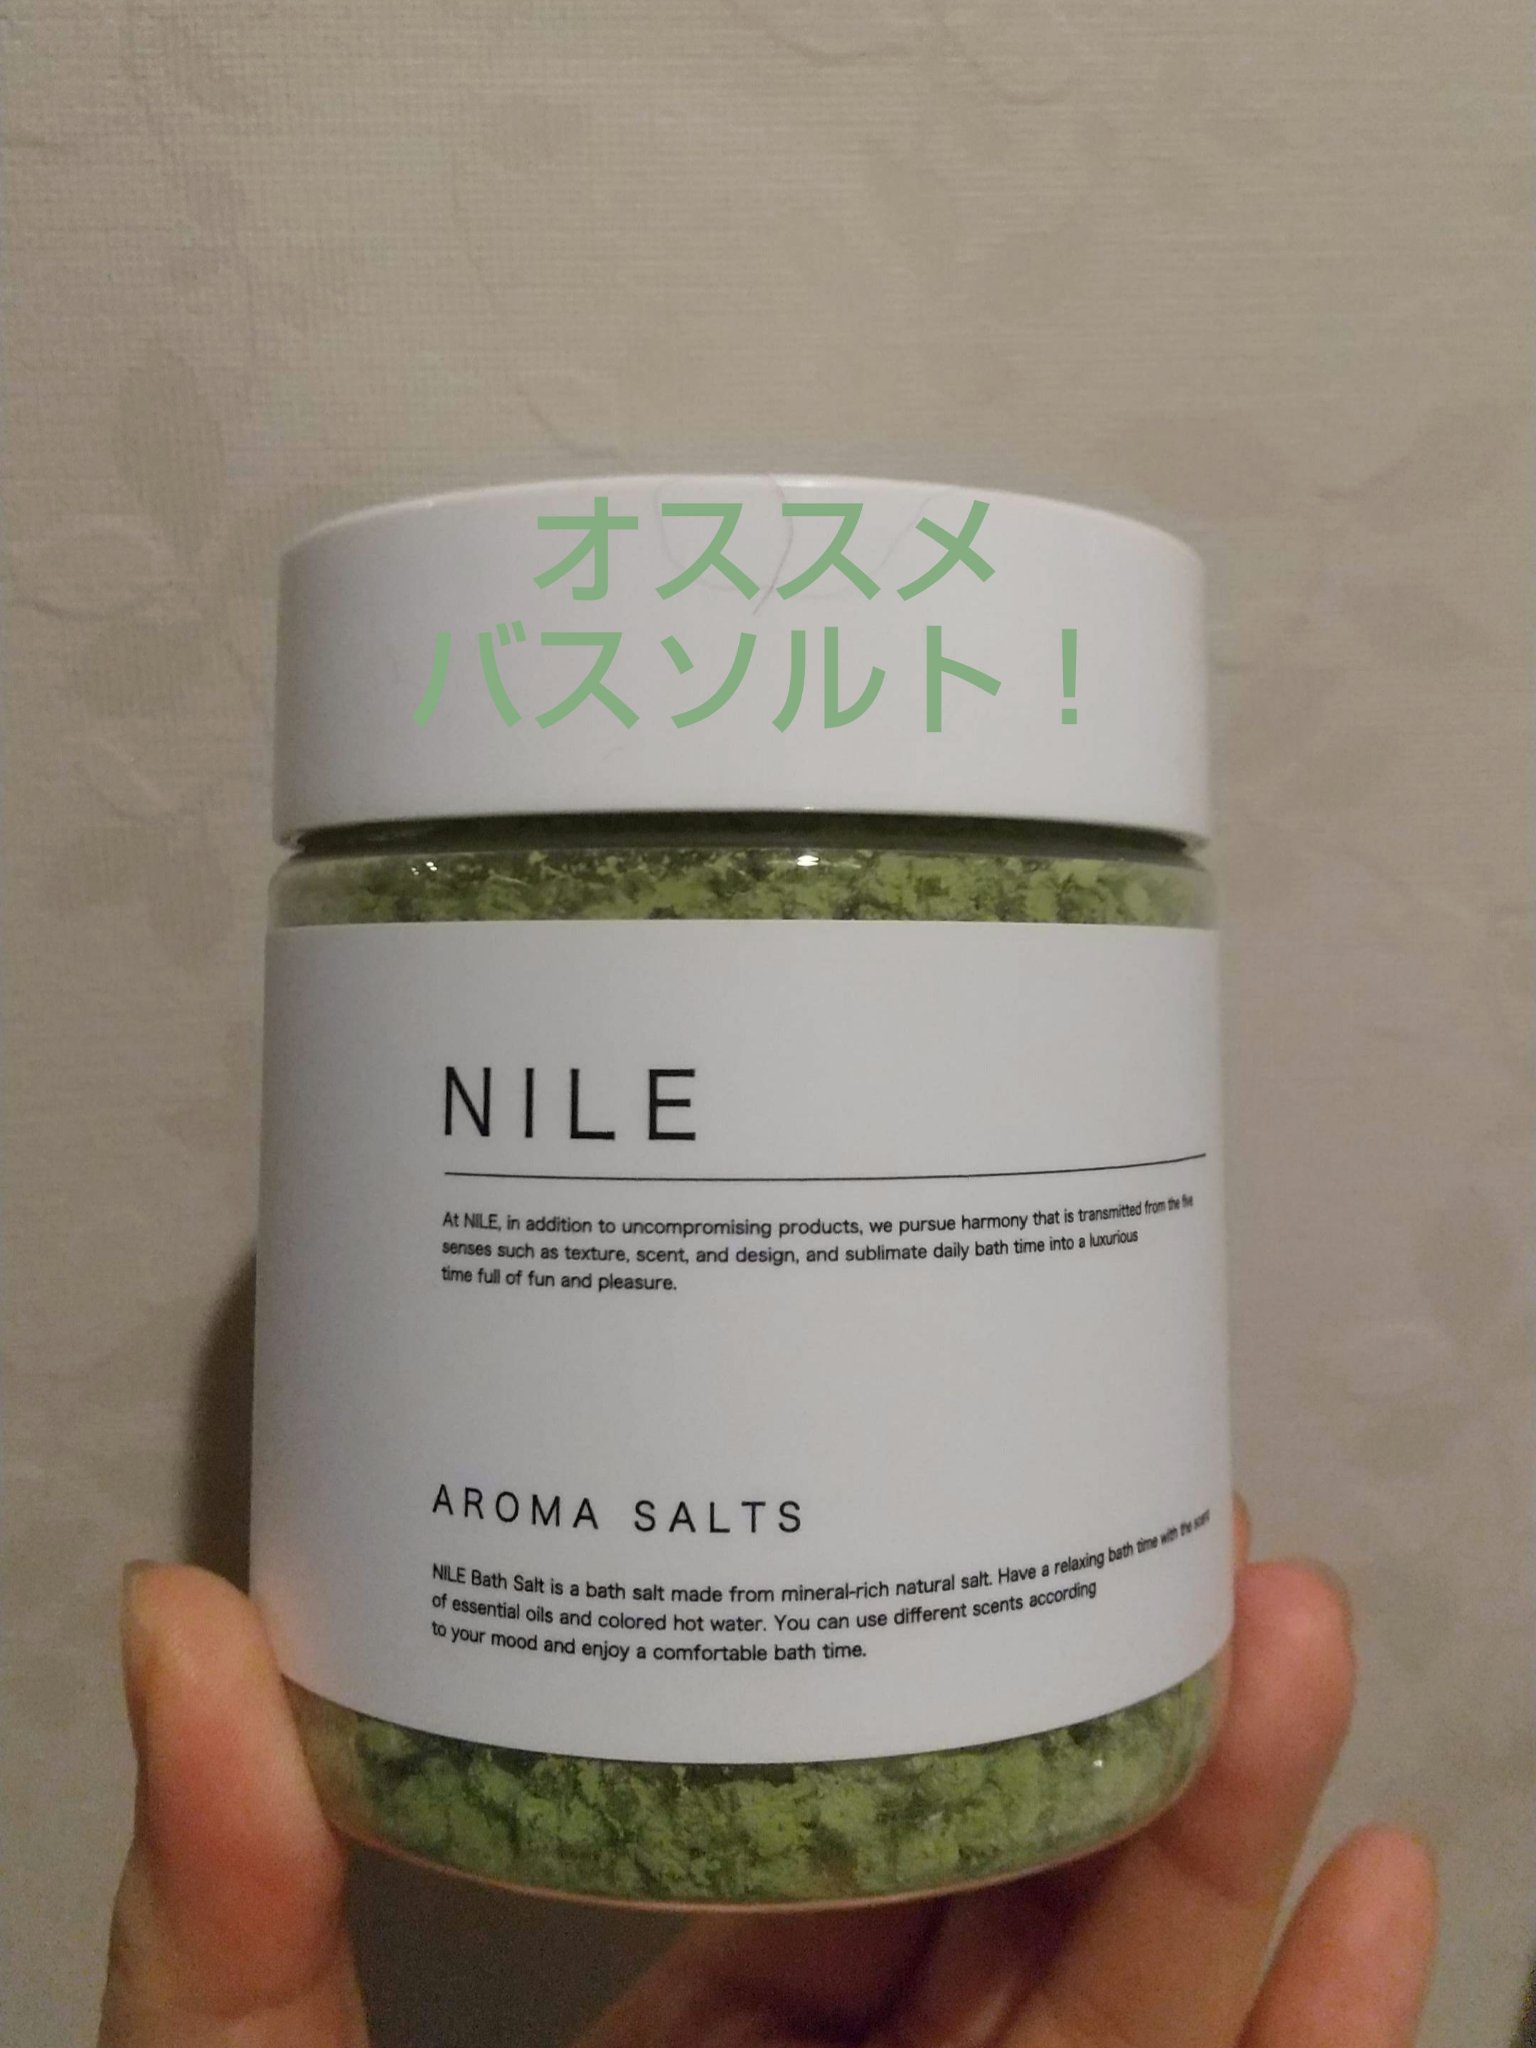 オススメ
バスソルト！
NILE
At NILE, in addition to uncompromising products, we pursue harmony that is transmitted from the five
senses such as texture, scent, and design, and sublimate daily bath time into a luxurious
time full of fun and pleasure.
AROMA SALTS
NILE Bath Salt is a bath salt made from mineral-rich natural salt. Have a relaxing bath time with the scent
of essential oils and colored hot water. You can use different scents according
to your mood and enjoy a comfortable bath time.